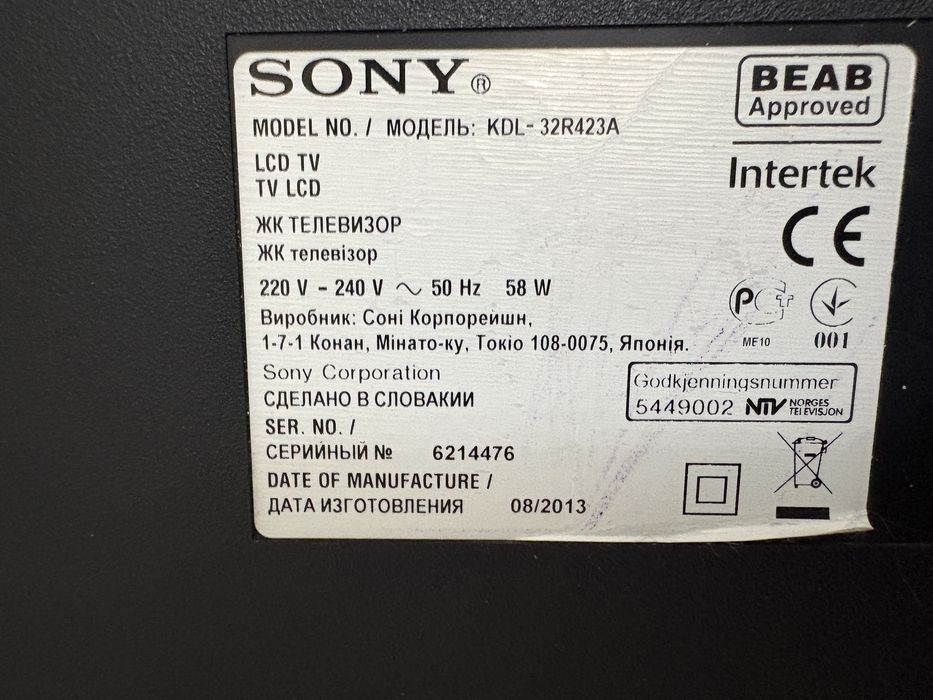 SONY®
BEAB
Approved
MODEL NO. / МОДЕЛЬ: KDL-32R423A
LCD TV
TV LCD
Intertek
ЖК ТЕЛЕВИЗОР
ЖК телевізор
CE
220 V - 240 V ~ 50 Hz 58 W
Виробник: Соні Корпорейшн,
1-7-1 Конан, Мінато-ку, Токіо 108-0075, Японія.
ME10
001
Sony Corporation
СДЕЛАНО В СЛОВАКИИ
Godkjenningsnummer
5449002 NTV NORGES
TELEVISJON
SER. NO. /
СЕРИЙНЫЙ № 6214476
DATE OF MANUFACTURE /
ДАТА ИЗГОТОВЛЕНИЯ 08/2013